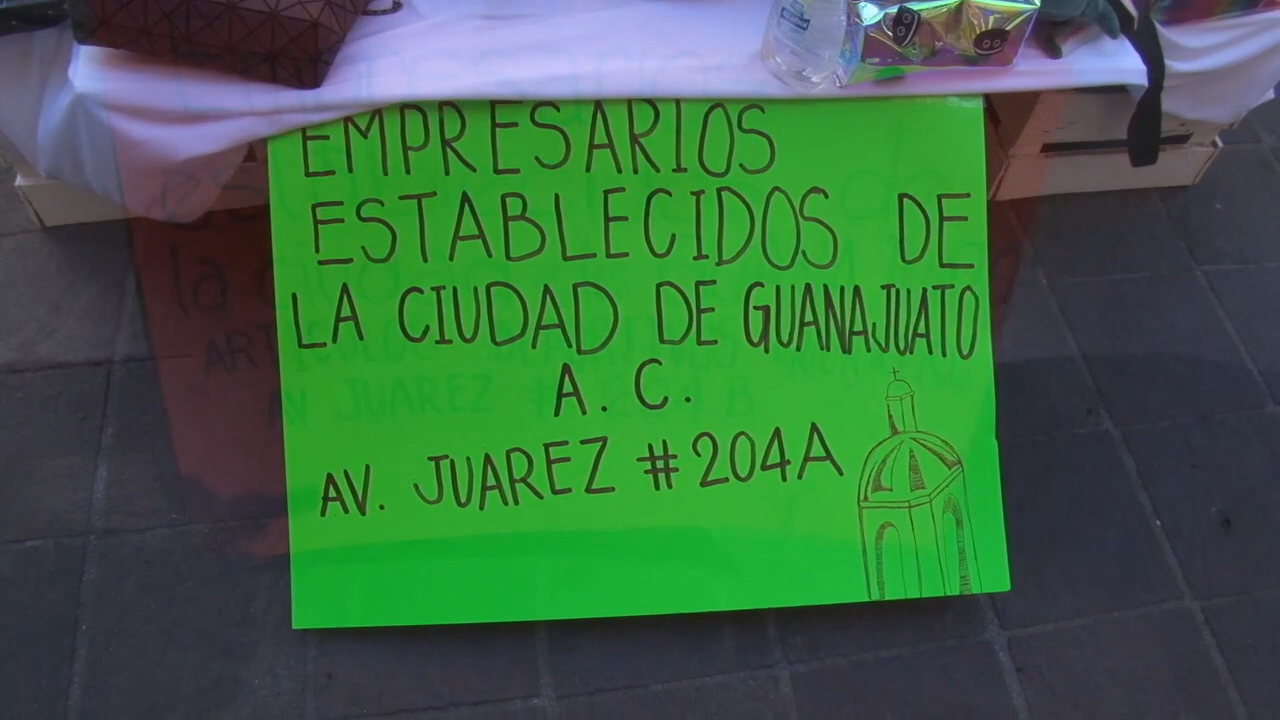 EMPRESARIOS
ESTABLECIDOS DE
LA CIUDAD DE GUANAJUATO
A. C.
AV. JUAREZ #204A